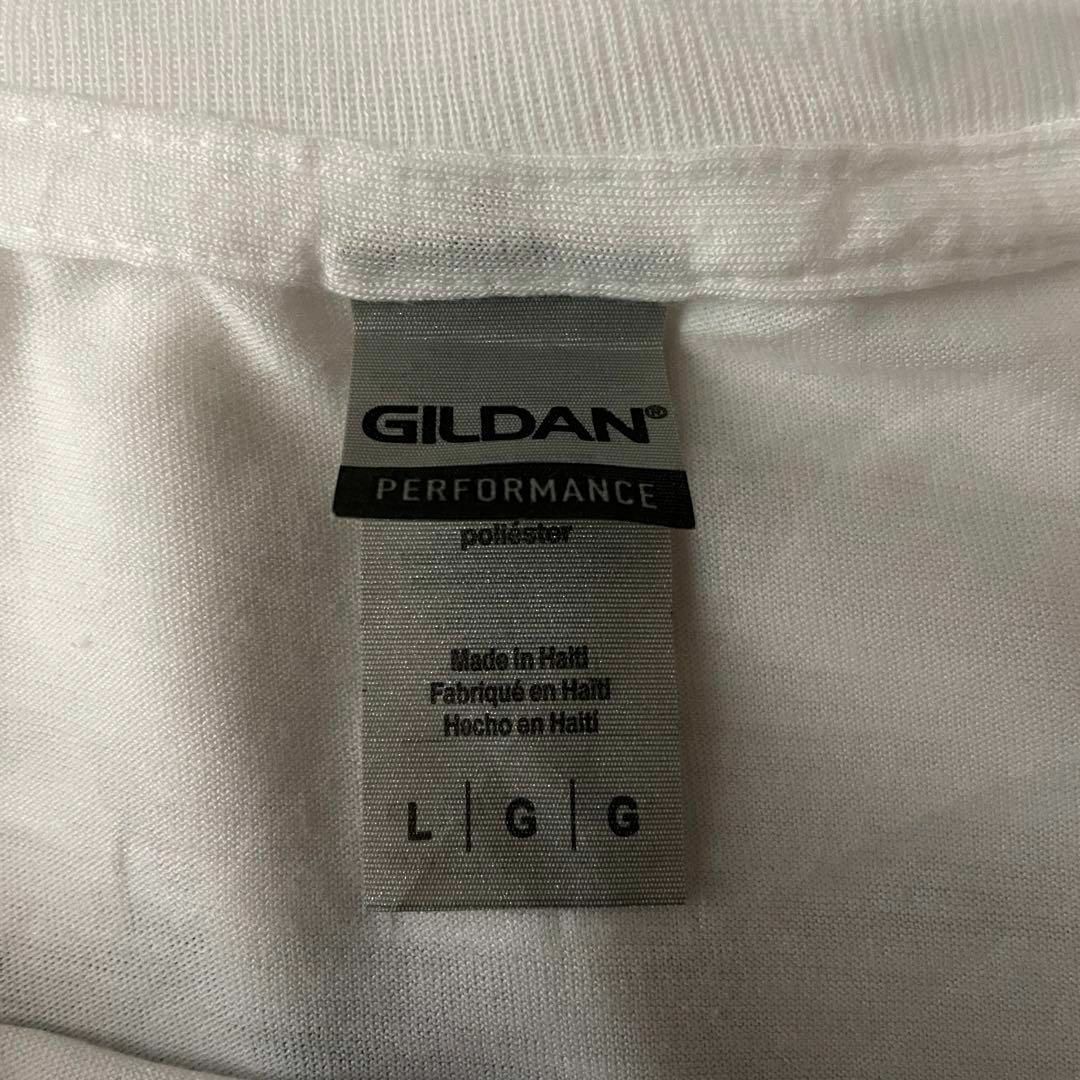 GILDAN®
PERFORMANCE
poliéster
Made in Haiti
Fabriqué en Haïti
Hecho en Haití
L | G | G